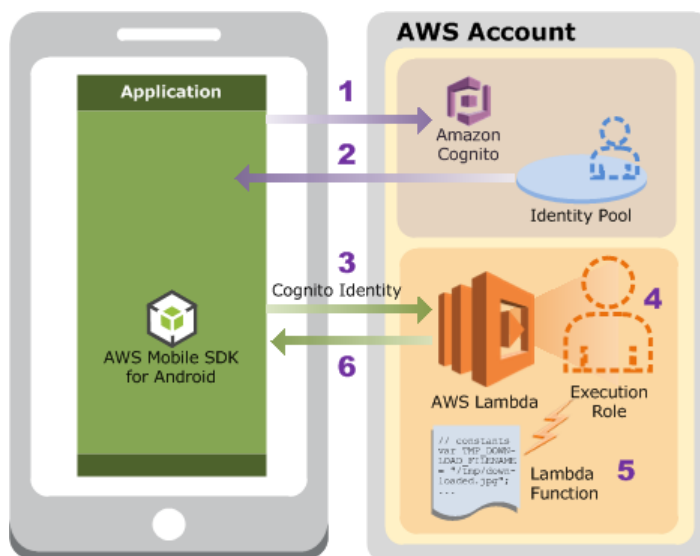 AWS Account
Application
1
Amazon
Cognito
2
Identity Pool
3
Cognito Identity
4
6
AWS Mobile SDK
for Android
AWS Lambda
Execution
Role
// constants
var TMP_DOWN-
LOAD_FILENAME
= "/tmp/down-
loaded.jpg";
...
Lambda
Function
5